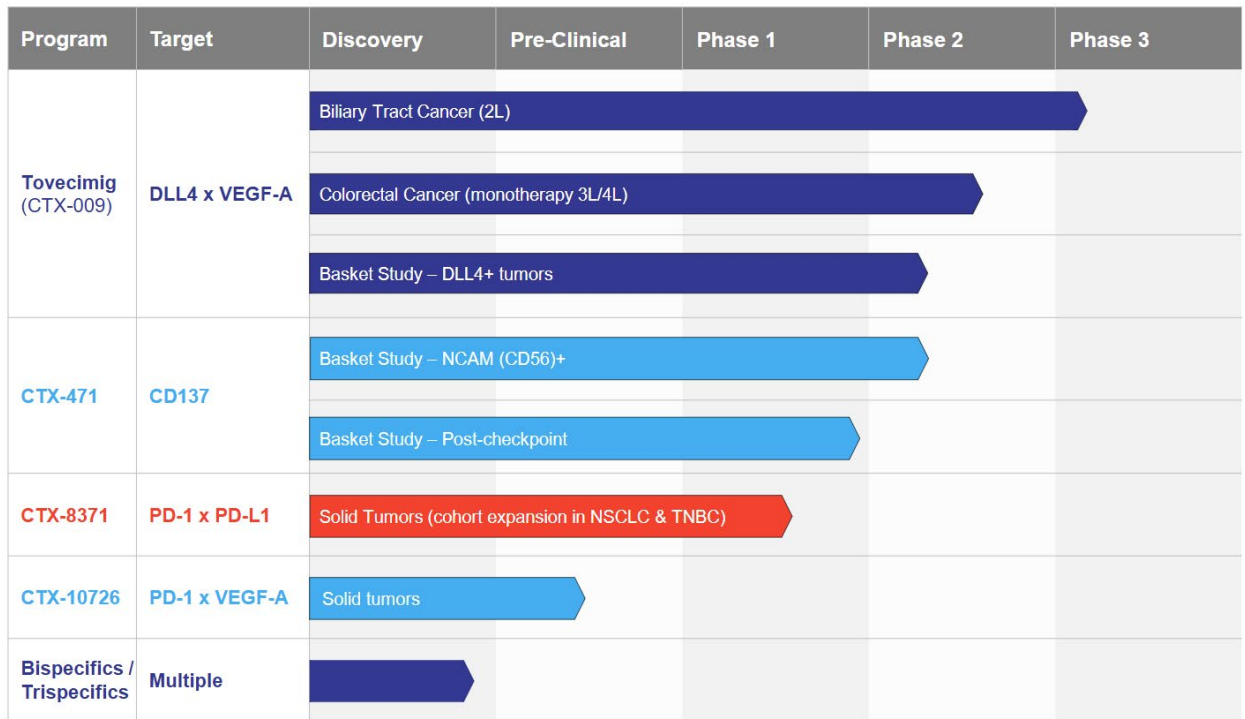 Program Target Discovery Pre-Clinical Phase 1 Phase 2 Phase 3
Biliary Tract Cancer (2L)
Tovecimig
(CTX-009)
DLL4 x VEGF-A
Colorectal Cancer (monotherapy 3L/4L)
Basket Study – DLL4+ tumors
CTX-471
CD137
Basket Study – NCAM (CD56)+
Basket Study – Post-checkpoint
CTX-8371
PD-1 x PD-L1
Solid Tumors (cohort expansion in NSCLC & TNBC)
CTX-10726
PD-1 x VEGF-A
Solid tumors
Bispecifics /
Trispecifics
Multiple